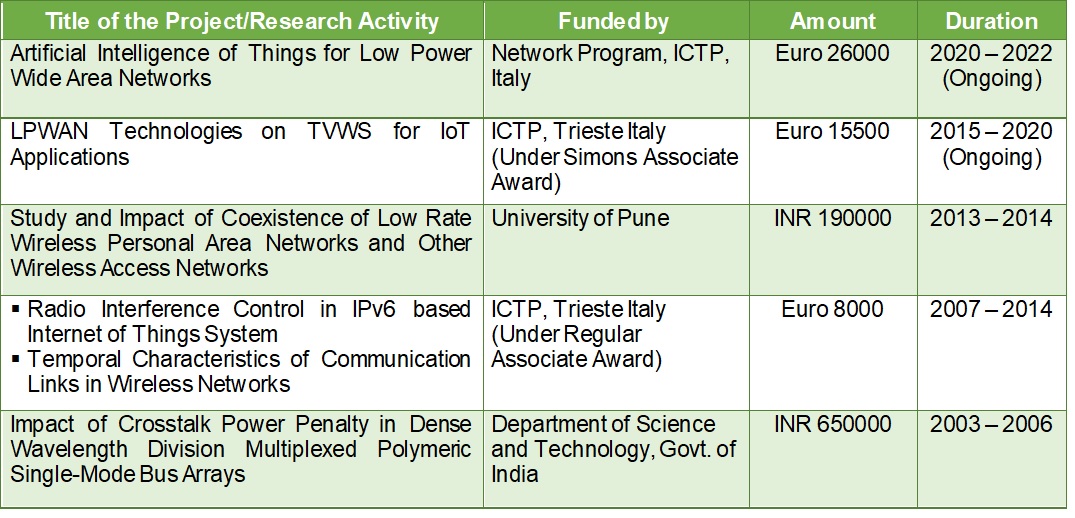 Title of the Project/Research Activity
Funded by
Amount
Duration
Artificial Intelligence of Things for Low Power
Wide Area Networks
Network Program, ICTP,
Italy
Euro 26000
2020 – 2022
(Ongoing)
LPWAN Technologies on TVWS for IoT
Applications
ICTP, Trieste Italy
(Under Simons Associate
Award)
Euro 15500
2015 – 2020
(Ongoing)
Study and Impact of Coexistence of Low Rate
Wireless Personal Area Networks and Other
Wireless Access Networks
University of Pune
INR 190000
2013 – 2014
▪ Radio Interference Control in IPv6 based
Internet of Things System
▪ Temporal Characteristics of Communication
Links in Wireless Networks
ICTP, Trieste Italy
(Under Regular
Associate Award)
Euro 8000
2007 – 2014
Impact of Crosstalk Power Penalty in Dense
Wavelength Division Multiplexed Polymeric
Single-Mode Bus Arrays
Department of Science
and Technology, Govt. of
India
INR 650000
2003 – 2006